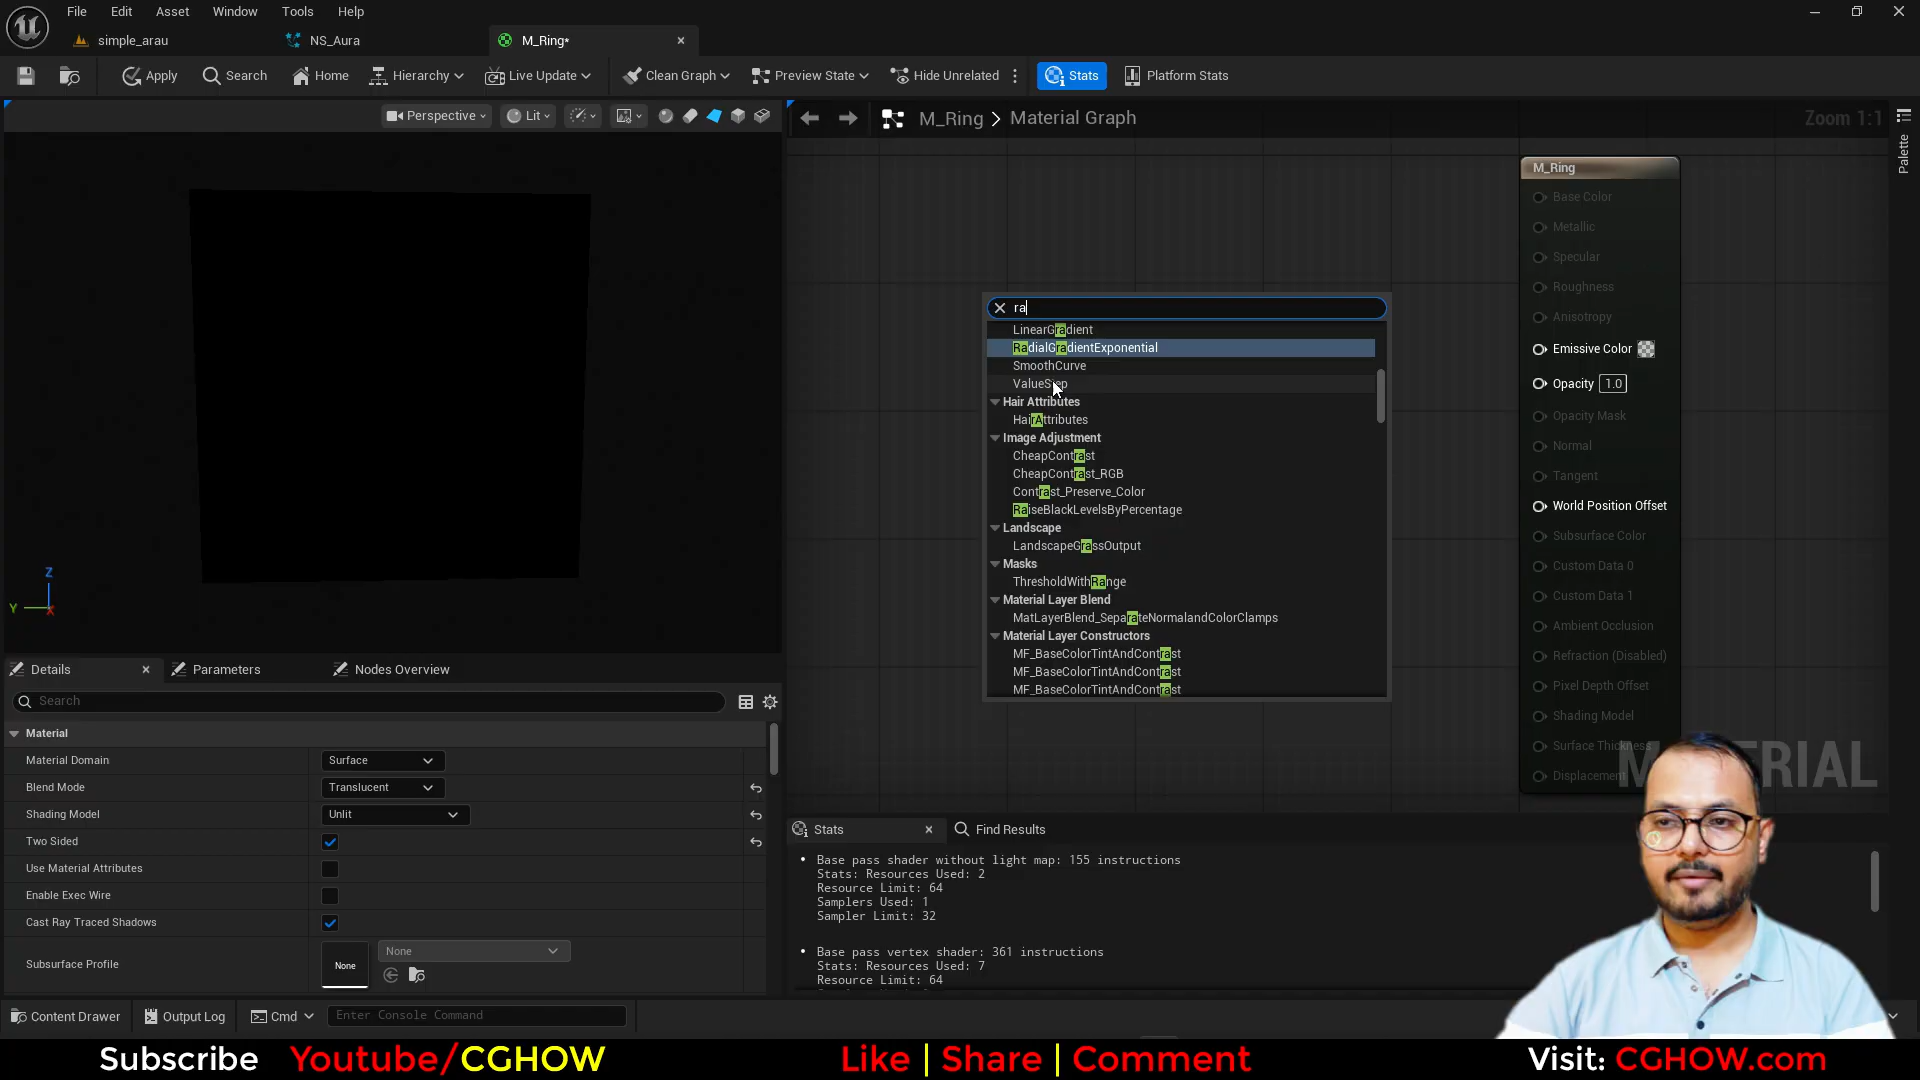 File Edit Asset Window Tools Help
simple_arau NS_Aura M_Ring*
Apply Search Home Hierarchy Live Update Clean Graph Preview State Hide Unrelated Stats Platform Stats
Perspective Lit
M_Ring > Material Graph Zoom 1:1
Palette
M_Ring
Base Color
Metallic
Specular
Roughness
Anisotropy
Emissive Color
Opacity 1.0
Opacity Mask
Normal
Tangent
World Position Offset
Subsurface Color
Custom Data 0
Custom Data 1
Ambient Occlusion
Refraction (Disabled)
Pixel Depth Offset
Shading Model
Surface Thickness
Displacement
ra
LinearGradient
RadialGradientExponential
SmoothCurve
ValueStep
Hair Attributes
HairAttributes
Image Adjustment
CheapContrast
CheapContrast_RGB
Contrast_Preserve_Color
RaiseBlackLevelsByPercentage
Landscape
LandscapeGrassOutput
Masks
ThresholdWithRange
Material Layer Blend
MatLayerBlend_SeparateNormalandColorClamps
Material Layer Constructors
MF_BaseColorTintAndContrast
MF_BaseColorTintAndContrast
MF_BaseColorTintAndContrast
Z
Y X
Details Parameters Nodes Overview
Search
Material
Material Domain Surface
Blend Mode Translucent
Shading Model Unlit
Two Sided
Use Material Attributes
Enable Exec Wire
Cast Ray Traced Shadows
Subsurface Profile None None
Stats Find Results
Base pass shader without light map: 155 instructions
Stats: Resources Used: 2
Resource Limit: 64
Samplers Used: 1
Sampler Limit: 32
Base pass vertex shader: 361 instructions
Stats: Resources Used: 7
Resource Limit: 64
Content Drawer Output Log Cmd Enter Console Command
Subscribe Youtube/CGHOW Like | Share | Comment Visit: CGHOW.com